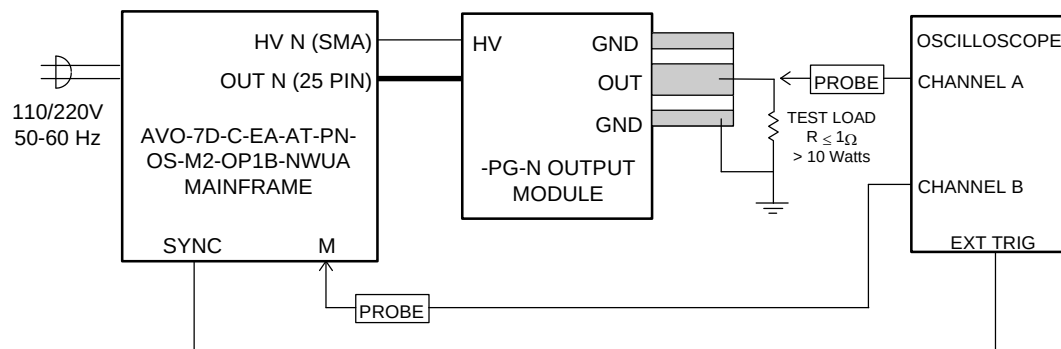 HV N (SMA)
OUT N (25 PIN)
110/220V
50-60 Hz
AVO-7D-C-EA-AT-PN-
OS-M2-OP1B-NWUA
MAINFRAME
SYNC
M
HV
GND
OUT
GND
-PG-N OUTPUT
MODULE
PROBE
TEST LOAD
R ≤ 1Ω
> 10 Watts
OSCILLOSCOPE
CHANNEL A
CHANNEL B
EXT TRIG
PROBE